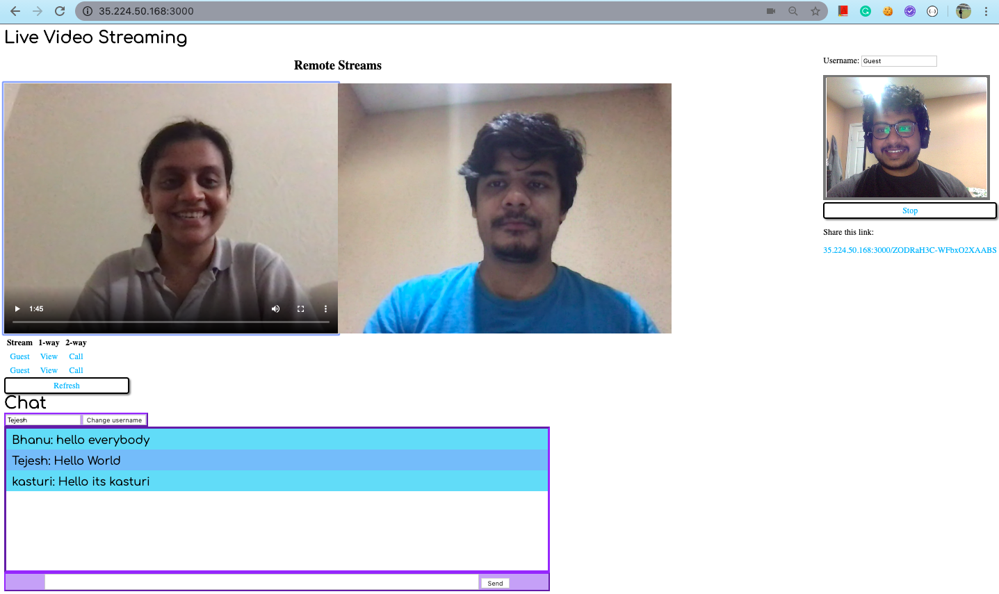 35.224.50.168:3000
Live Video Streaming
Remote Streams
Username: Guest
1:45
Stop
Share this link:
35.224.50.168:3000/ZODRaH3C-WFbxO2XAABS
Stream 1-way 2-way
Guest View Call
Guest View Call
Refresh
Chat
Tejesh Change username
Bhanu: hello everybody
Tejesh: Hello World
kasturi: Hello its kasturi
Send